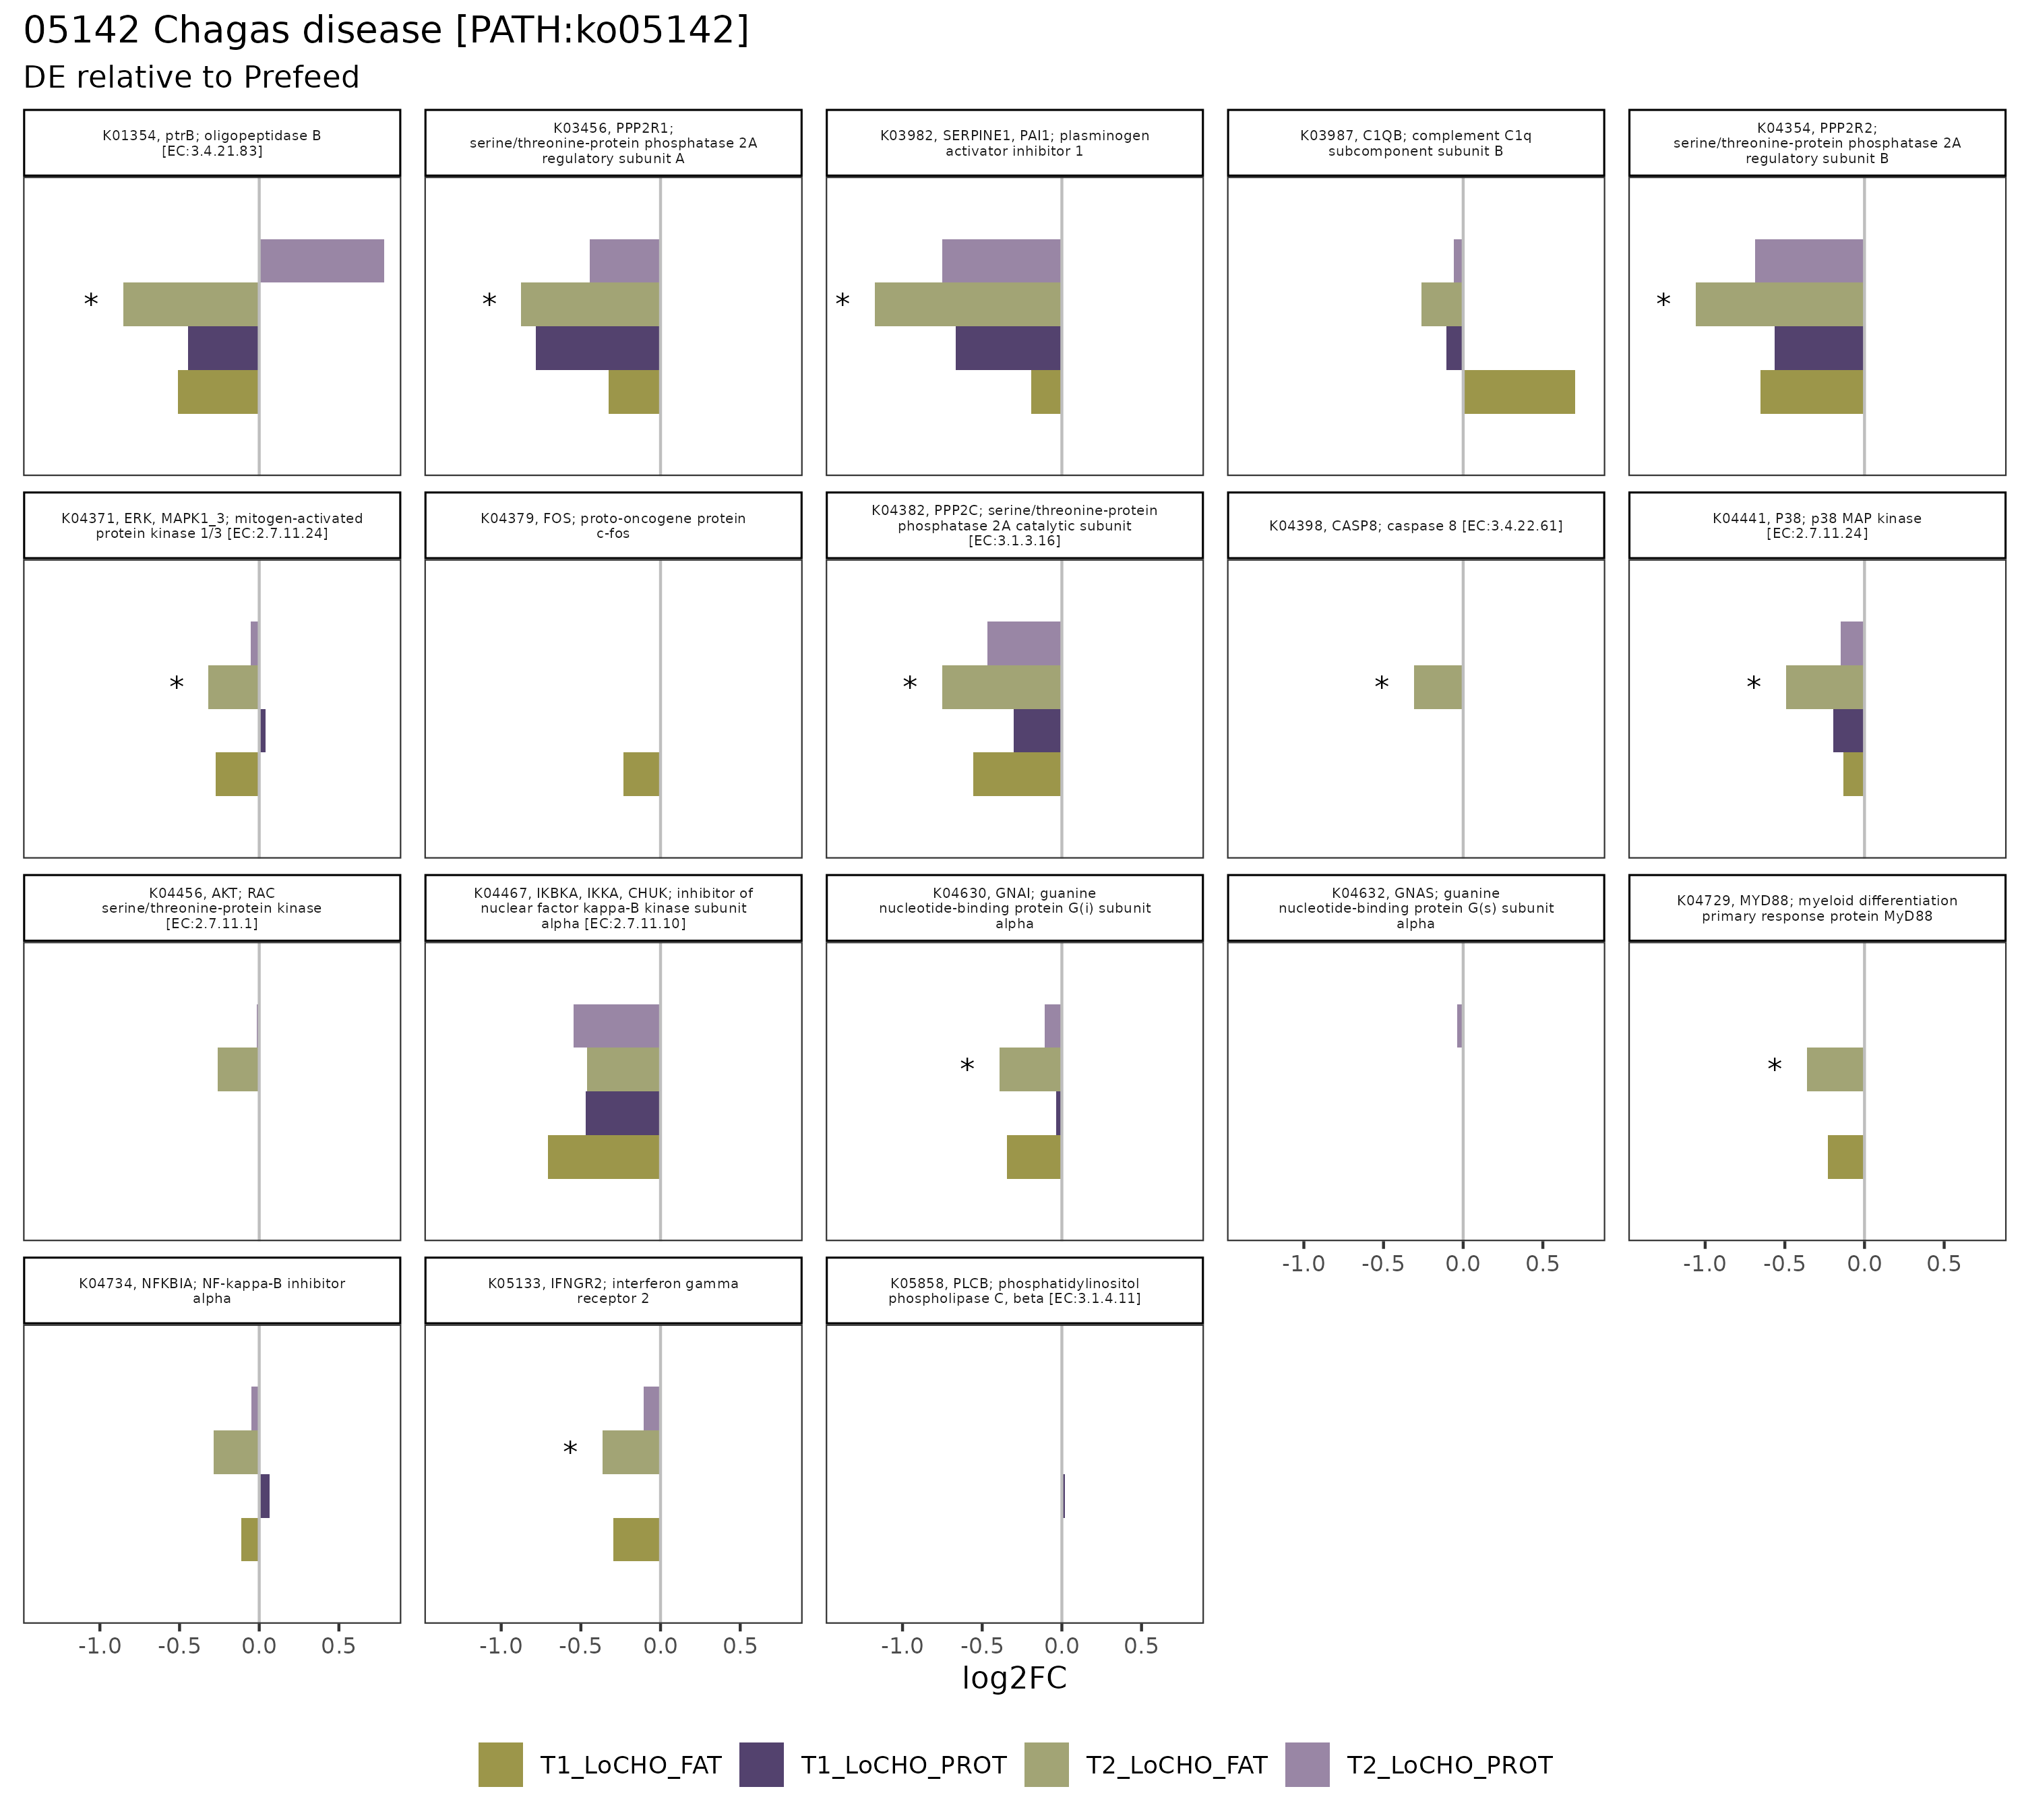 05142 Chagas disease [PATH:ko05142]
DE relative to Prefeed
K01354, ptrB; oligopeptidase B
[EC:3.4.21.83]
K03456, PPP2R1;
serine/threonine-protein phosphatase 2A
regulatory subunit A
K03982, SERPINE1, PAI1; plasminogen
activator inhibitor 1
K03987, C1QB; complement C1q
subcomponent subunit B
K04354, PPP2R2;
serine/threonine-protein phosphatase 2A
regulatory subunit B
*
*
*
*
K04371, ERK, MAPK1_3; mitogen-activated
protein kinase 1/3 [EC:2.7.11.24]
K04379, FOS; proto-oncogene protein
c-fos
K04382, PPP2C; serine/threonine-protein
phosphatase 2A catalytic subunit
[EC:3.1.3.16]
K04398, CASP8; caspase 8 [EC:3.4.22.61]
K04441, P38; p38 MAP kinase
[EC:2.7.11.24]
*
*
*
*
K04456, AKT; RAC
serine/threonine-protein kinase
[EC:2.7.11.1]
K04467, IKBKA, IKKA, CHUK; inhibitor of
nuclear factor kappa-B kinase subunit
alpha [EC:2.7.11.10]
K04630, GNAI; guanine
nucleotide-binding protein G(i) subunit
alpha
K04632, GNAS; guanine
nucleotide-binding protein G(s) subunit
alpha
K04729, MYD88; myeloid differentiation
primary response protein MyD88
*
*
-1.0 -0.5 0.0 0.5
-1.0 -0.5 0.0 0.5
K04734, NFKBIA; NF-kappa-B inhibitor
alpha
K05133, IFNGR2; interferon gamma
receptor 2
K05858, PLCB; phosphatidylinositol
phospholipase C, beta [EC:3.1.4.11]
*
-1.0 -0.5 0.0 0.5
-1.0 -0.5 0.0 0.5
-1.0 -0.5 0.0 0.5
log2FC
T1_LoCHO_FAT
T1_LoCHO_PROT
T2_LoCHO_FAT
T2_LoCHO_PROT